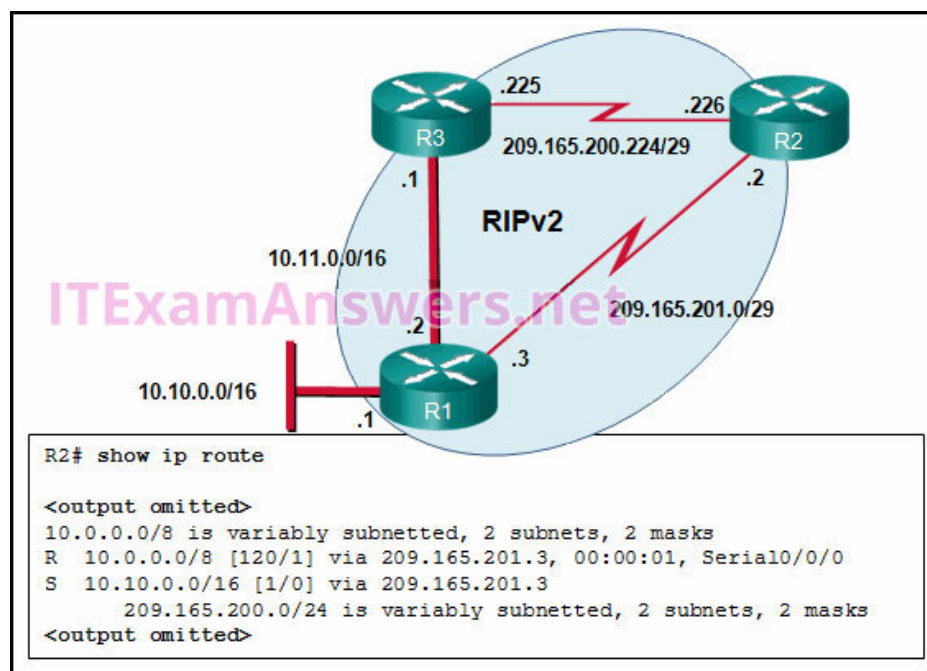 .225
.226
R3
R2
209.165.200.224/29
.1
.2
RIPv2
10.11.0.0/16
ITExamAnswers.net
209.165.201.0/29
.2
.3
10.10.0.0/16
R1
.1
R2# show ip route
<output omitted>
10.0.0.0/8 is variably subnetted, 2 subnets, 2 masks
R 10.0.0.0/8 [120/1] via 209.165.201.3, 00:00:01, Serial0/0/0
S 10.10.0.0/16 [1/0] via 209.165.201.3
209.165.200.0/24 is variably subnetted, 2 subnets, 2 masks
<output omitted>